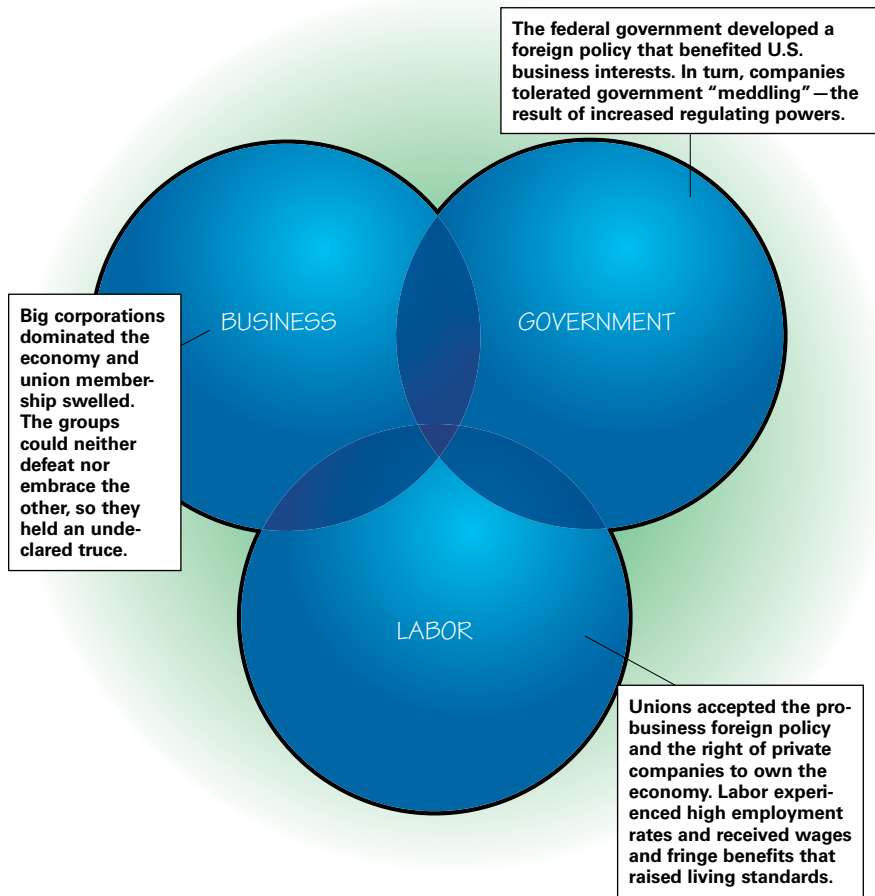 The federal government developed a
foreign policy that benefited U.S.
business interests. In turn, companies
tolerated government “meddling”—the
result of increased regulating powers.
BUSINESS
GOVERNMENT
Big corporations
dominated the
economy and
union member-
ship swelled.
The groups
could neither
defeat nor
embrace the
other, so they
held an unde-
clared truce.
LABOR
Unions accepted the pro-
business foreign policy
and the right of private
companies to own the
economy. Labor experi-
enced high employment
rates and received wages
and fringe benefits that
raised living standards.